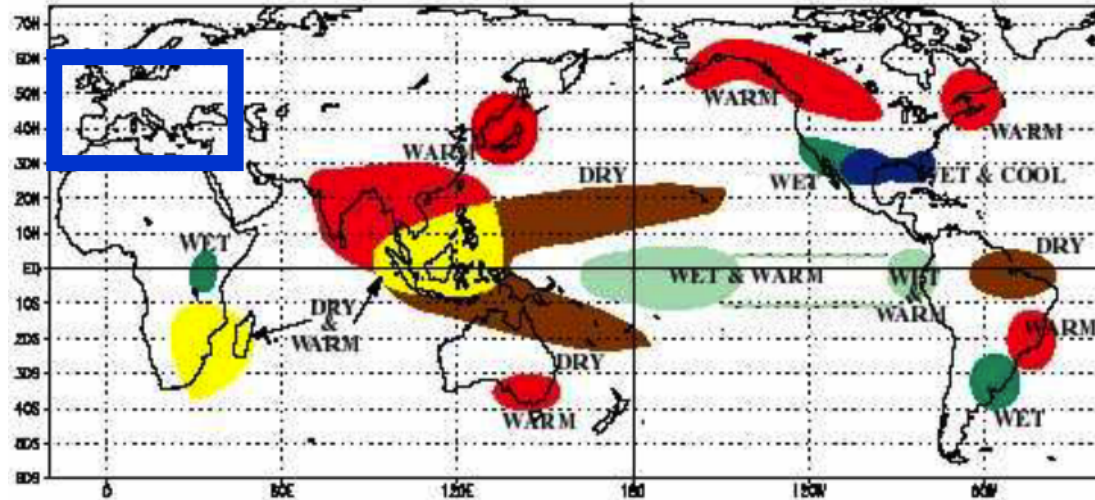 70N
60N
50N
40N
30N
20N
10N
EQ
10S
20S
30S
40S
50S
60S
0
60E
120E
180
120W
60W
WARM
WARM
WARM
DRY
WET
WET & COOL
WET
WET & WARM
WET
&
WARM
DRY
DRY
&
WARM
DRY
WARM
WARM
WET